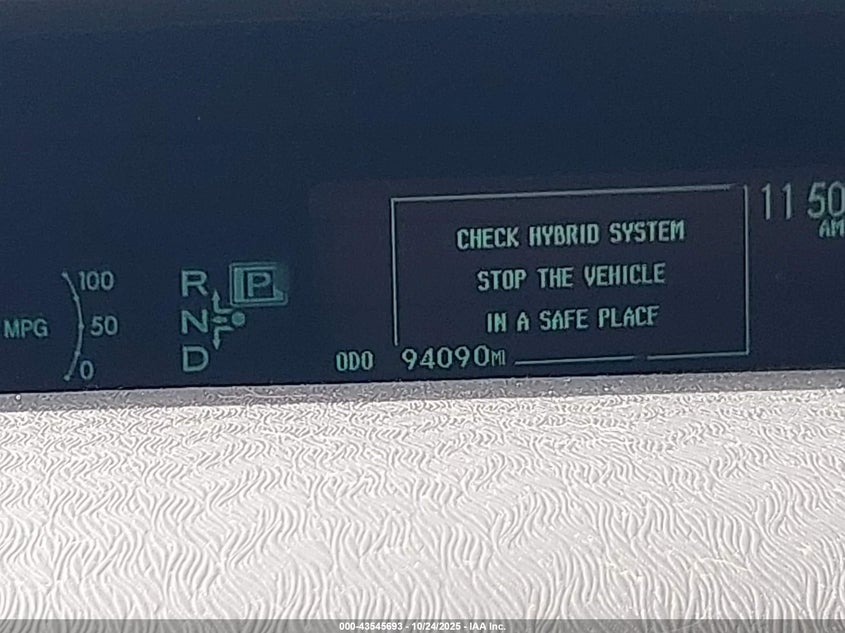 11 50
AM
CHECK HYBRID SYSTEM
STOP THE VEHICLE
IN A SAFE PLACE
100
MPG 50
0
R P
N
D
ODO 94090MI
000-43545693 - 10/24/2025 - IAA Inc.